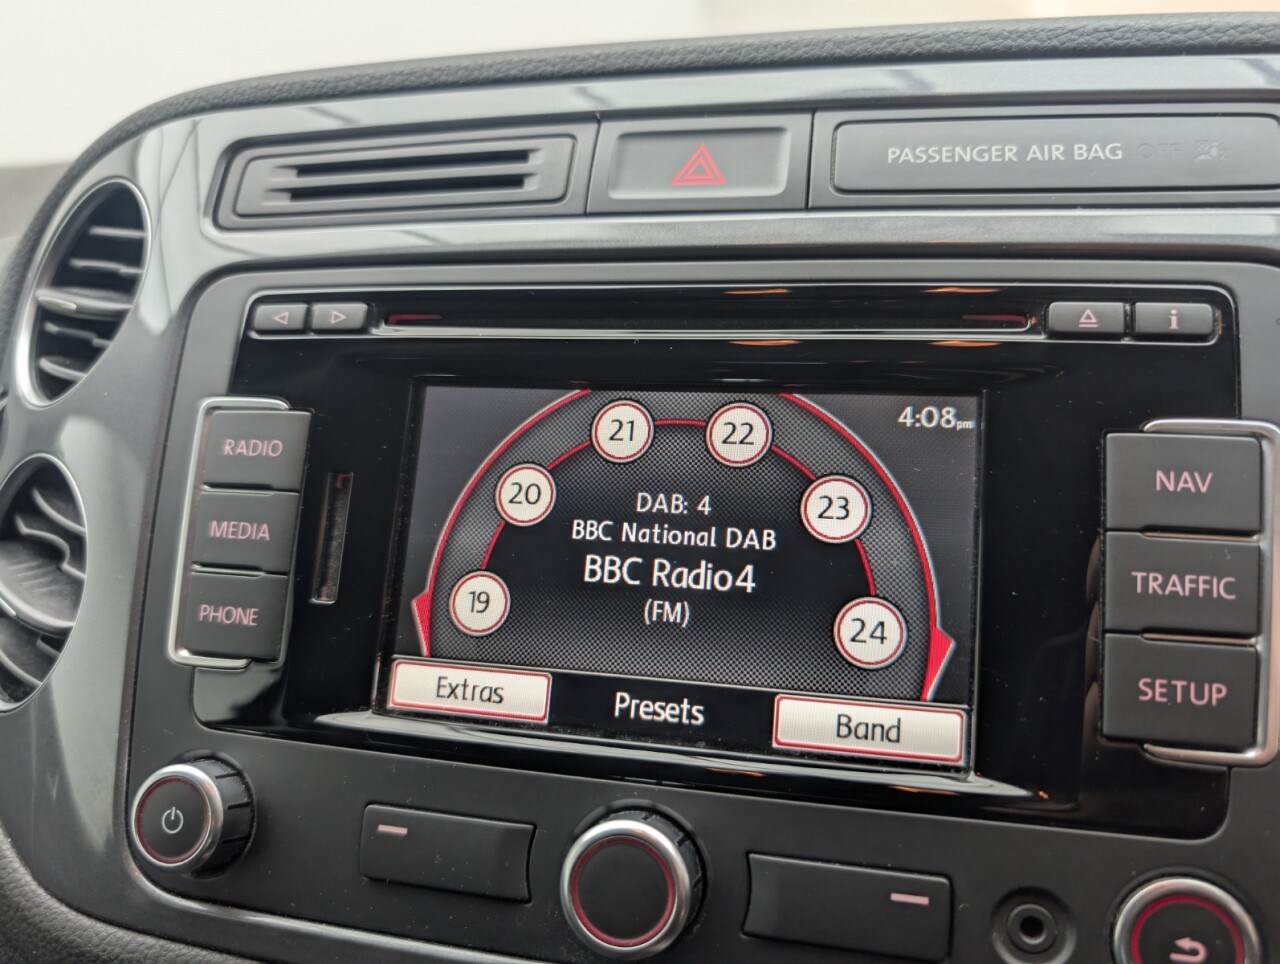 PASSENGER AIR BAG OFF
i
RADIO
MEDIA
PHONE
4:08pm
21
22
20
23
19
24
DAB: 4
BBC National DAB
BBC Radio4
(FM)
Extras
Presets
Band
NAV
TRAFFIC
SETUP